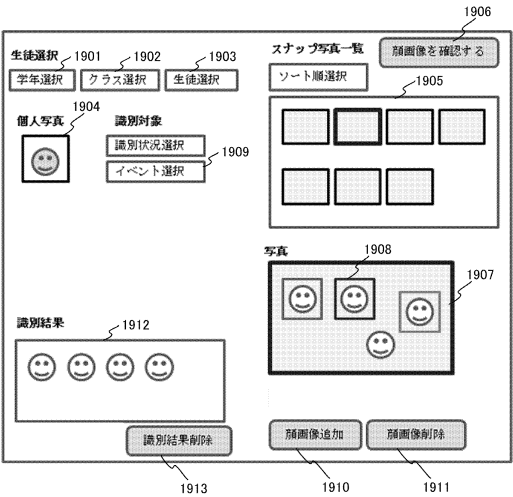 1906
生徒選択 1901 1902 1903
スナップ写真一覧
顔画像を確認する
学年選択 クラス選択 生徒選択
ソート順選択
1904
1905
個人写真
識別対象
識別状況選択
1909
イベント選択
写真
1908
1907
識別結果
1912
識別結果削除
顔画像追加
顔画像削除
1913
1910
1911